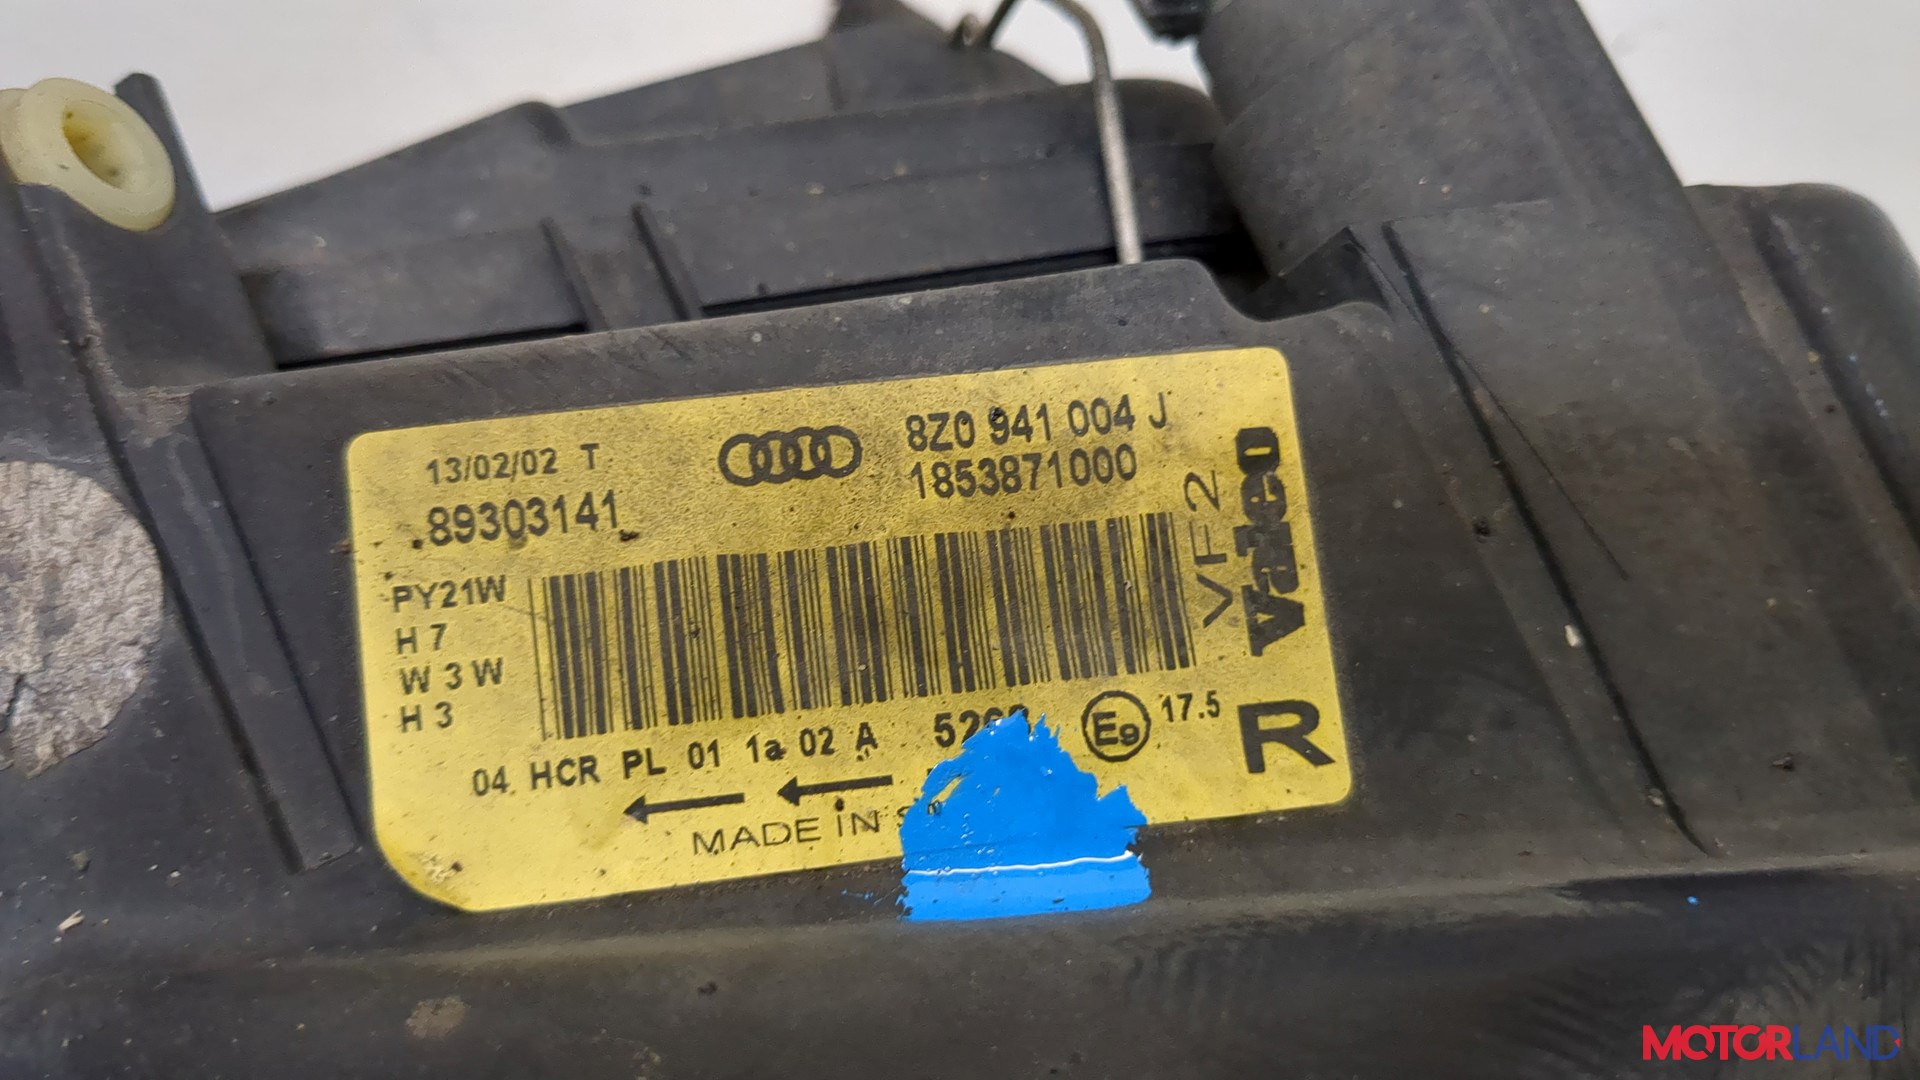 13/02/02 T
8Z0 941 004 J
89303141
1853871000
VF2
Valeo
PY21W
H 7
W 3 W
H 3
04. HCR PL 01 1a 02 A
E9
17.5
R
MADE IN
MOTORLAND